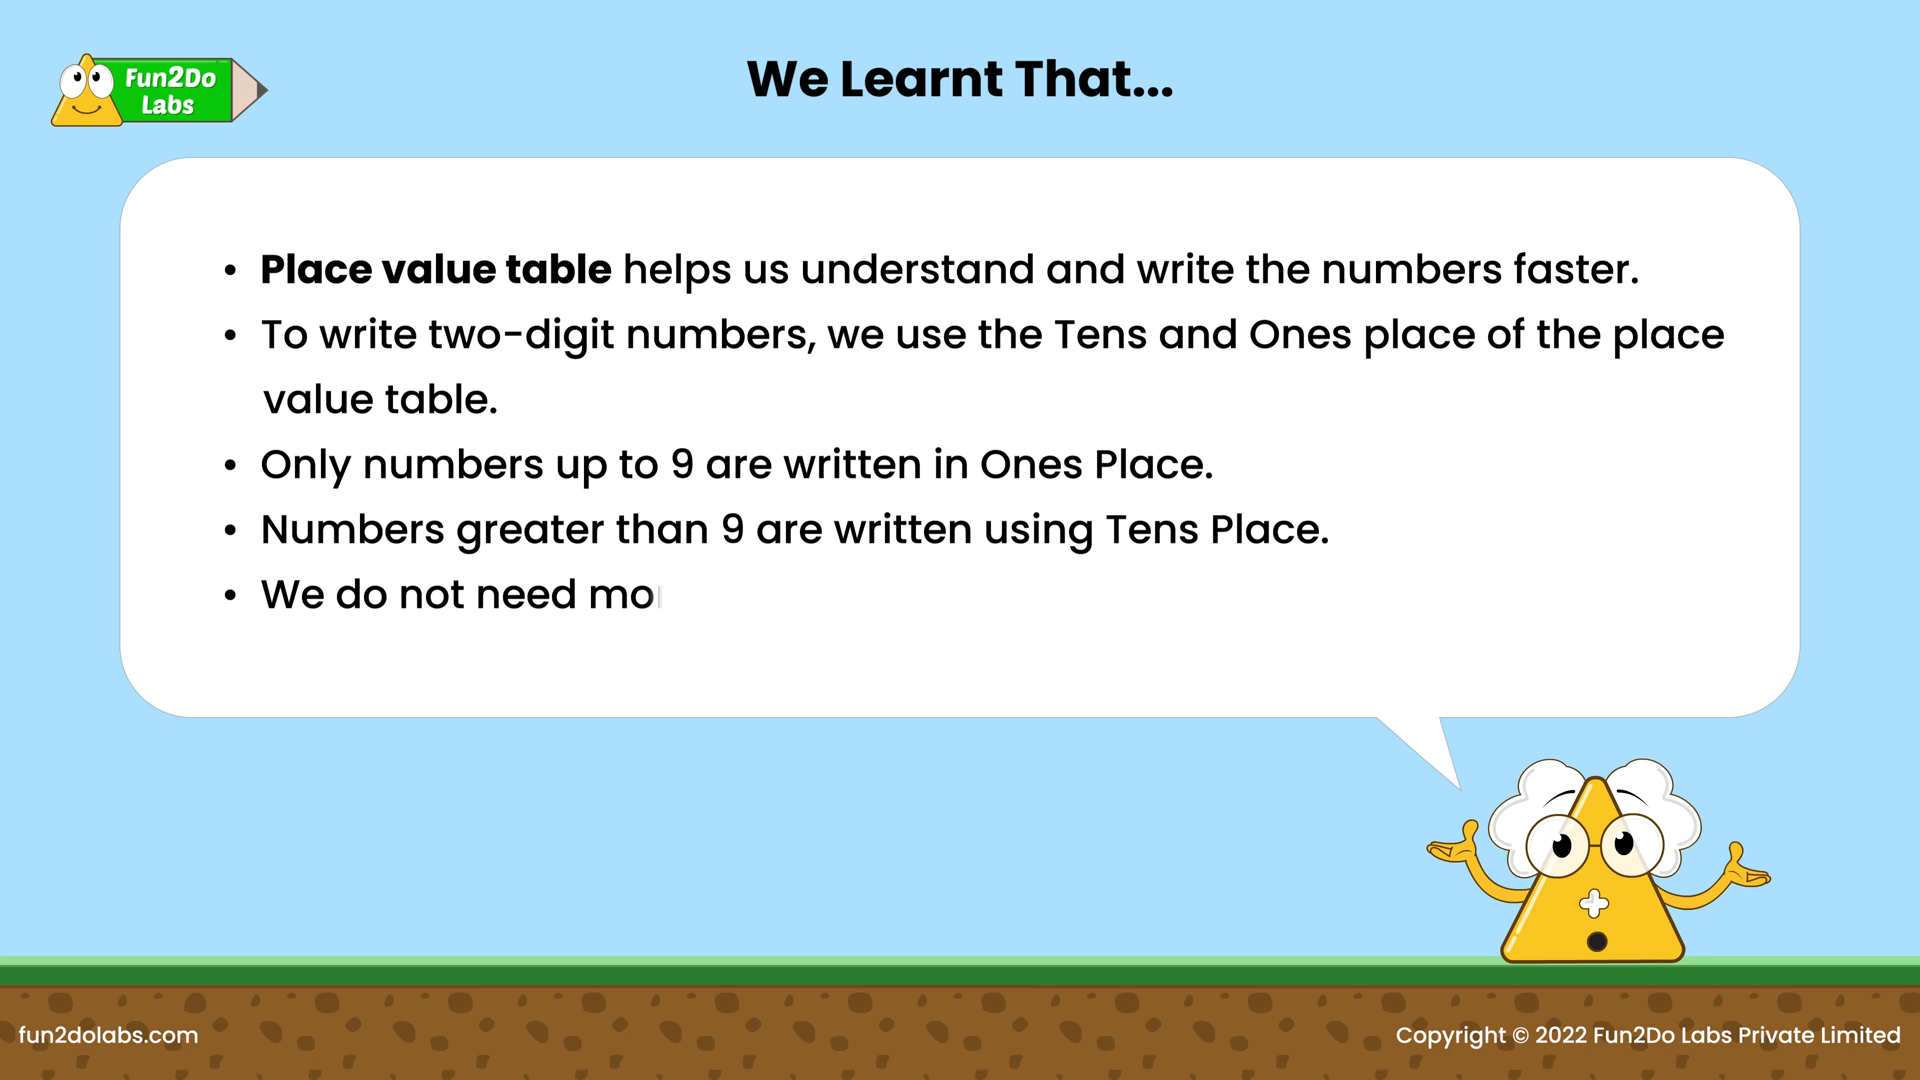 Fun2Do
Labs
We Learnt That...
• Place value table helps us understand and write the numbers faster.
• To write two-digit numbers, we use the Tens and Ones place of the place
value table.
• Only numbers up to 9 are written in Ones Place.
• Numbers greater than 9 are written using Tens Place.
• We do not need
fun2dolabs.com
Copyright © 2022 Fun2Do Labs Private Limited